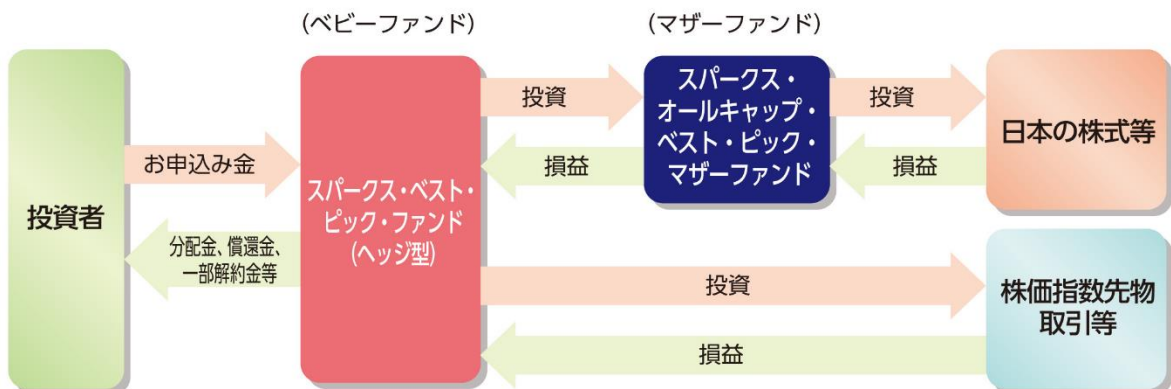 (ベビーファンド)
(マザーファンド)
投資者
お申込み金
分配金、償還金、
一部解約金等
スパークス・ベスト・
ピック・ファンド
(ヘッジ型)
投資
損益
スパークス・
オールキャップ・
ベスト・ピック・
マザーファンド
投資
損益
日本の株式等
投資
損益
株価指数先物
取引等